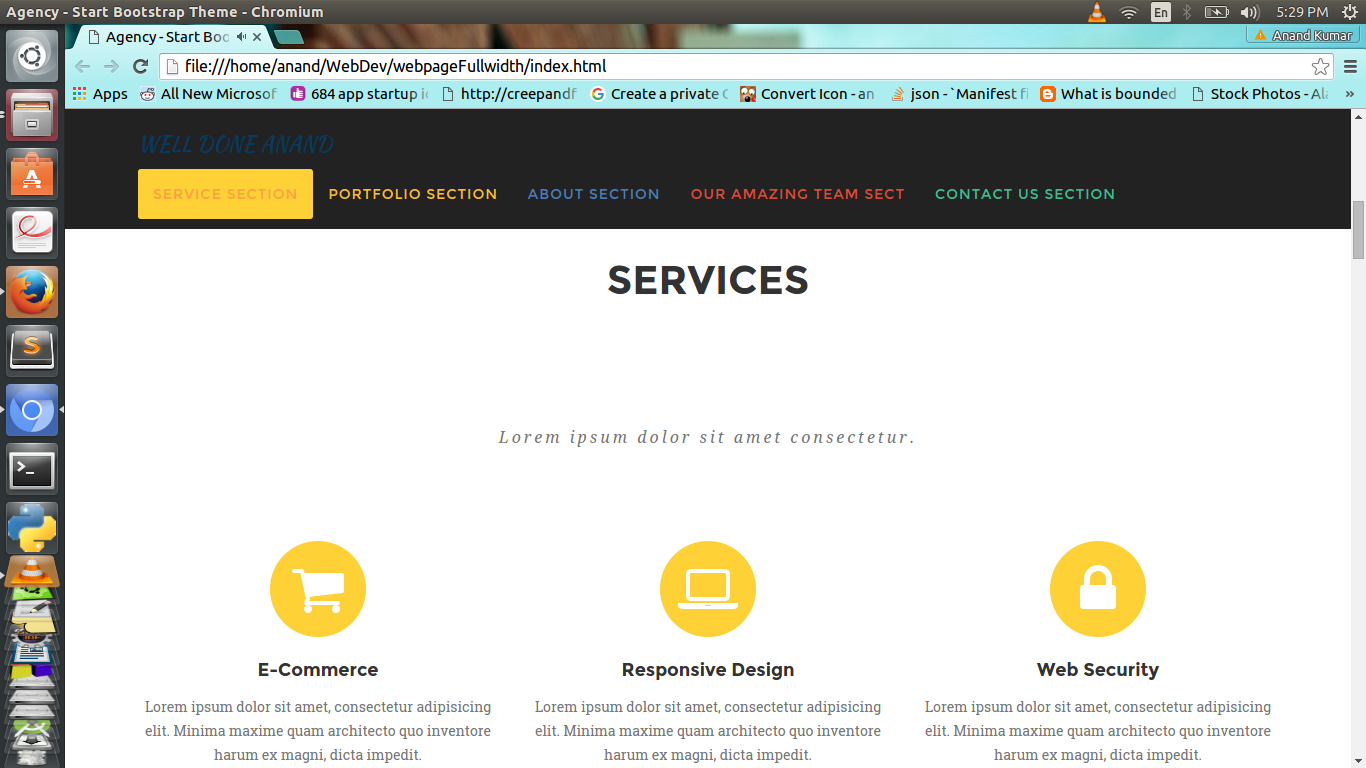 Agency - Start Bootstrap Theme - Chromium
En
5:29 PM
Agency - Start Boo
Anand Kumar
file:///home/anand/WebDev/webpageFullwidth/index.html
Apps
All New Microsof
684 app startup ic
http://creepandf
Create a private
Convert Icon - an
json - `Manifest fi
What is bounded
Stock Photos - Ala
»
WELL DONE ANAND
SERVICE SECTION
PORTFOLIO SECTION
ABOUT SECTION
OUR AMAZING TEAM SECT
CONTACT US SECTION
SERVICES
Lorem ipsum dolor sit amet consectetur.
E-Commerce
Lorem ipsum dolor sit amet, consectetur adipisicing
elit. Minima maxime quam architecto quo inventore
harum ex magni, dicta impedit.
Responsive Design
Lorem ipsum dolor sit amet, consectetur adipisicing
elit. Minima maxime quam architecto quo inventore
harum ex magni, dicta impedit.
Web Security
Lorem ipsum dolor sit amet, consectetur adipisicing
elit. Minima maxime quam architecto quo inventore
harum ex magni, dicta impedit.